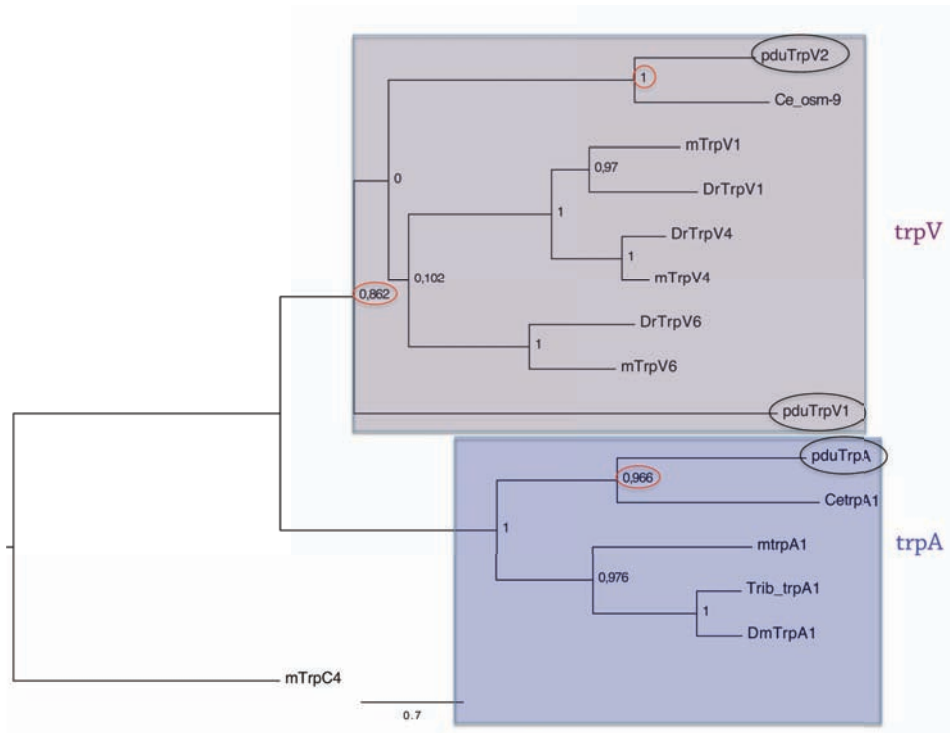 pduTrpV2
1
Ce_osm-9
mTrpV1
0,97
DrTrpV1
0
1
trpV
DrTrpV4
1
mTrpV4
0,102
0,862
DrTrpV6
1
mTrpV6
pduTrpV1
pduTrpA
0,966
CetrpA1
1
trpA
mtrpA1
0,976
Trib_trpA1
1
DmTrpA1
mTrpC4
0.7